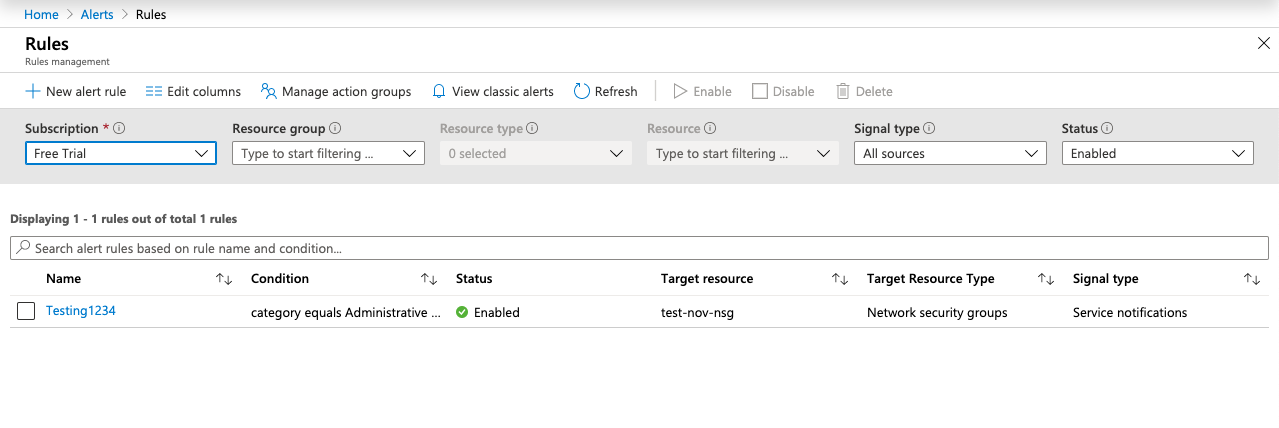 Home > Alerts > Rules
Rules
Rules management
New alert rule Edit columns Manage action groups View classic alerts Refresh Enable Disable Delete
Subscription * Resource group Resource type Resource Signal type Status
Free Trial Type to start filtering ... 0 selected Type to start filtering ... All sources Enabled
Displaying 1 - 1 rules out of total 1 rules
Search alert rules based on rule name and condition...
Name Condition Status Target resource Target Resource Type Signal type
Testing1234 category equals Administrative ... Enabled test-nov-nsg Network security groups Service notifications